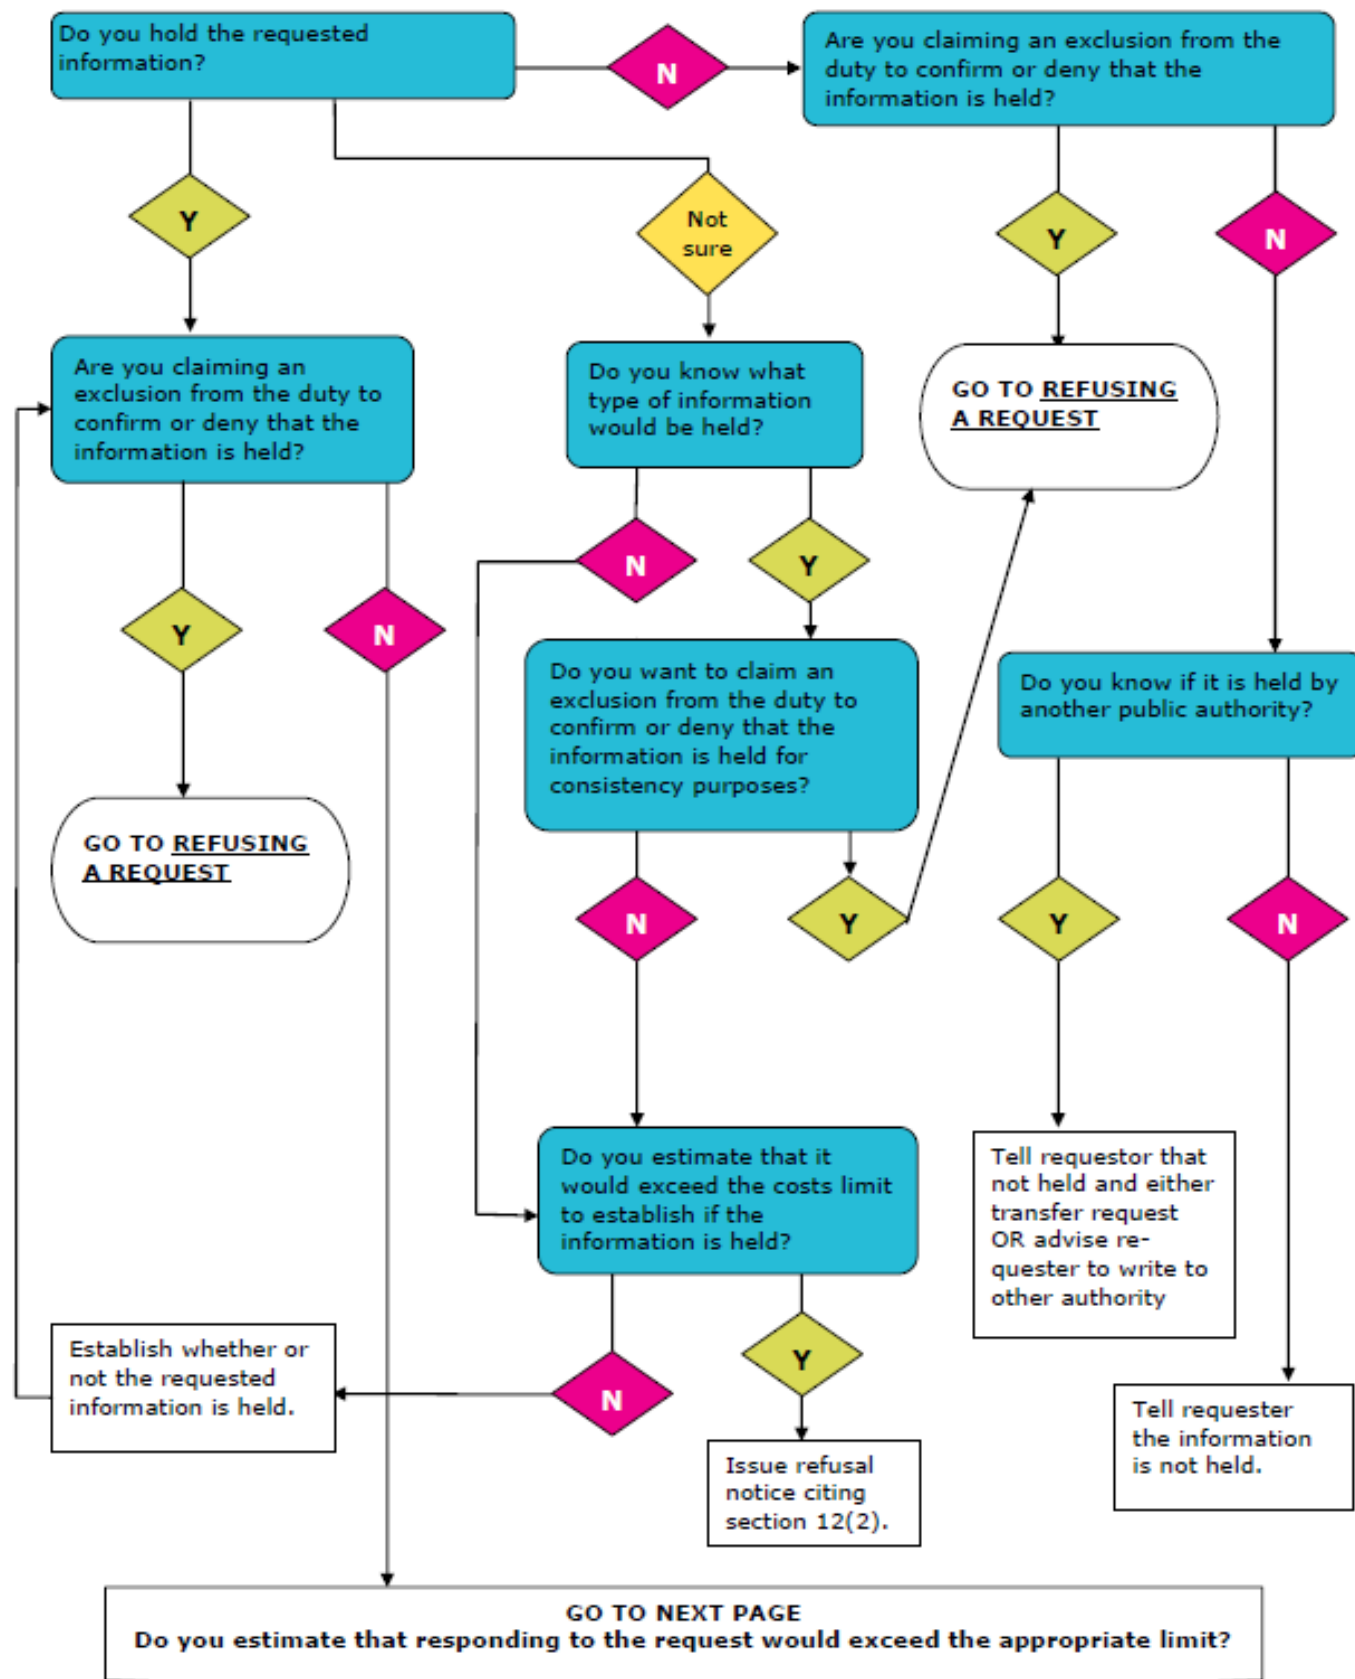 Do you hold the requested
information?
N
Are you claiming an exclusion from the
duty to confirm or deny that the
information is held?
Y
Not
sure
Y
N
Are you claiming an
exclusion from the duty to
confirm or deny that the
information is held?
Do you know what
type of information
would be held?
GO TO REFUSING
A REQUEST
N
Y
Y
N
Do you want to claim an
exclusion from the duty to
confirm or deny that the
information is held for
consistency purposes?
Do you know if it is held by
another public authority?
GO TO REFUSING
A REQUEST
N
Y
Y
N
Do you estimate that it
would exceed the costs limit
to establish if the
information is held?
Tell requestor that
not held and either
transfer request
OR advise re-
quester to write to
other authority
Establish whether or
not the requested
information is held.
N
Y
Tell requester
the information
is not held.
Issue refusal
notice citing
section 12(2).
GO TO NEXT PAGE
Do you estimate that responding to the request would exceed the appropriate limit?